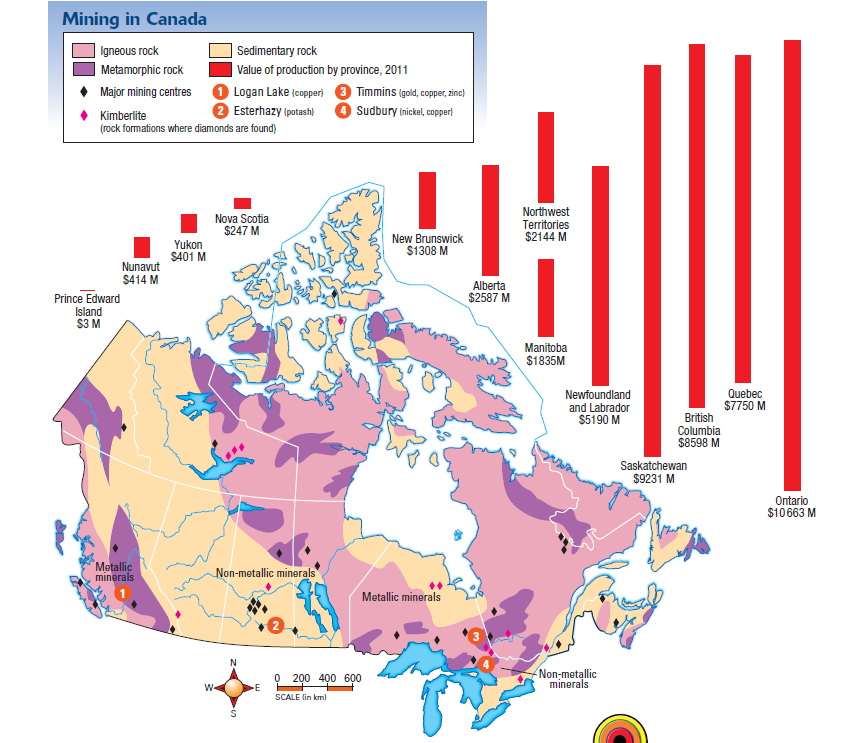 Mining in Canada
Igneous rock
Sedimentary rock
Metamorphic rock
Value of production by province, 2011
Major mining centres
1 Logan Lake (copper)
3 Timmins (gold, copper, zinc)
Kimberlite
(rock formations where diamonds are found)
2 Esterhazy (potash)
4 Sudbury (nickel, copper)
Prince Edward
Island
$3 M
Nunavut
$414 M
Yukon
$401 M
Nova Scotia
$247 M
New Brunswick
$1308 M
Alberta
$2587 M
Northwest
Territories
$2144 M
Manitoba
$1835M
Newfoundland
and Labrador
$5190 M
Saskatchewan
$9231 M
British
Columbia
$8598 M
Quebec
$7750 M
Ontario
$10 663 M
Metallic
minerals
1
Non-metallic minerals
2
Metallic minerals
3
4
Non-metallic
minerals
N
W
E
S
0 200 400 600
SCALE (in km)